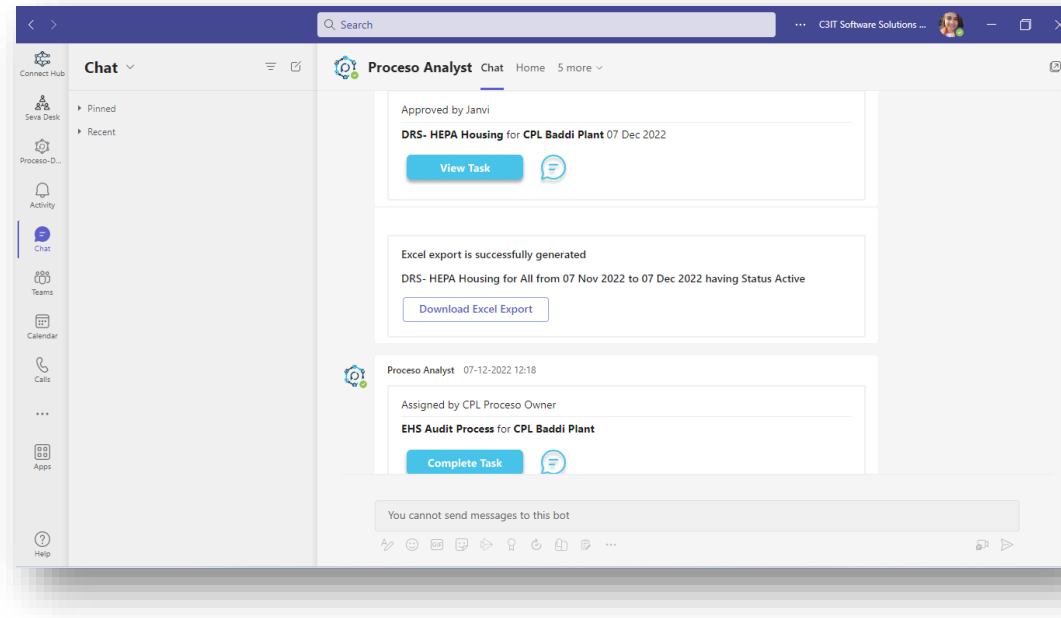 Search
C3IT Software Solutions ...
Connect Hub
Seva Desk
Proceso-D...
Activity
Chat
Teams
Calendar
Calls
Apps
Help
Chat
Pinned
Recent
Proceso Analyst Chat Home 5 more
Approved by Janvi
DRS- HEPA Housing for CPL Baddi Plant 07 Dec 2022
View Task
Excel export is successfully generated
DRS- HEPA Housing for All from 07 Nov 2022 to 07 Dec 2022 having Status Active
Download Excel Export
Proceso Analyst 07-12-2022 12:18
Assigned by CPL Proceso Owner
EHS Audit Process for CPL Baddi Plant
Complete Task
You cannot send messages to this bot
GIF